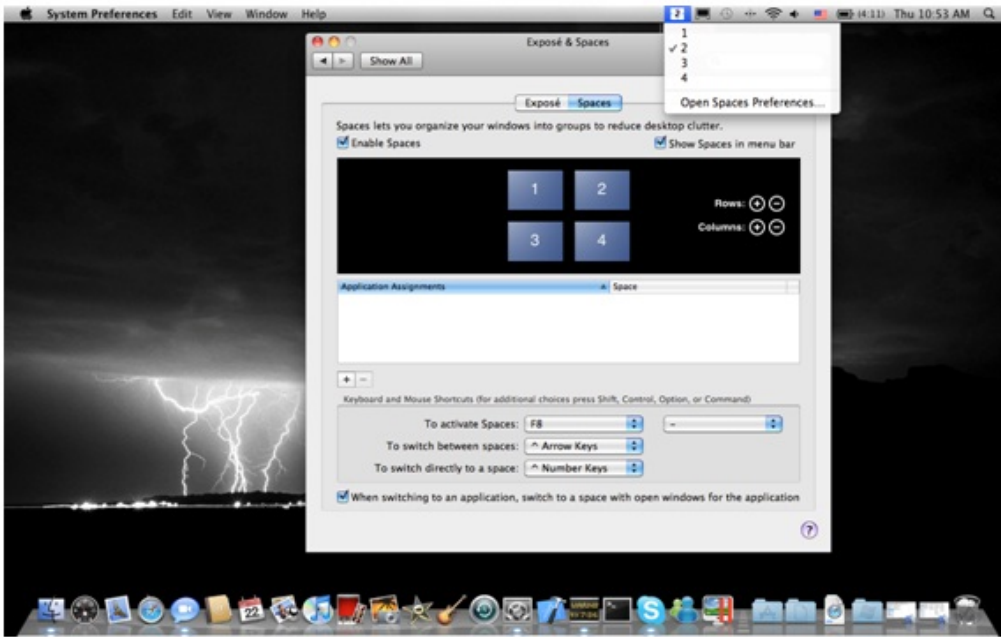 System Preferences Edit View Window Help
2 (4:11) Thu 10:53 AM
1
✓ 2
3
4
Open Spaces Preferences...
Exposé & Spaces
Show All
Exposé Spaces
Spaces lets you organize your windows into groups to reduce desktop clutter.
Enable Spaces
Show Spaces in menu bar
1 2
3 4
Rows: + −
Columns: + −
Application Assignments Space
+ −
Keyboard and Mouse Shortcuts (for additional choices press Shift, Control, Option, or Command)
To activate Spaces: F8 -
To switch between spaces: ^ Arrow Keys
To switch directly to a space: ^ Number Keys
When switching to an application, switch to a space with open windows for the application
?
22